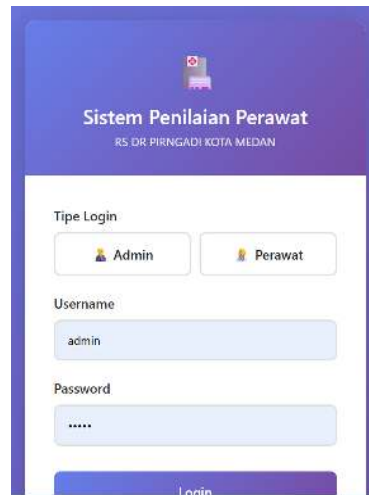 Sistem Penilaian Perawat
RS DR PIRNGADI KOTA MEDAN
Tipe Login
Admin
Perawat
Username
admin
Password
•••••
Login